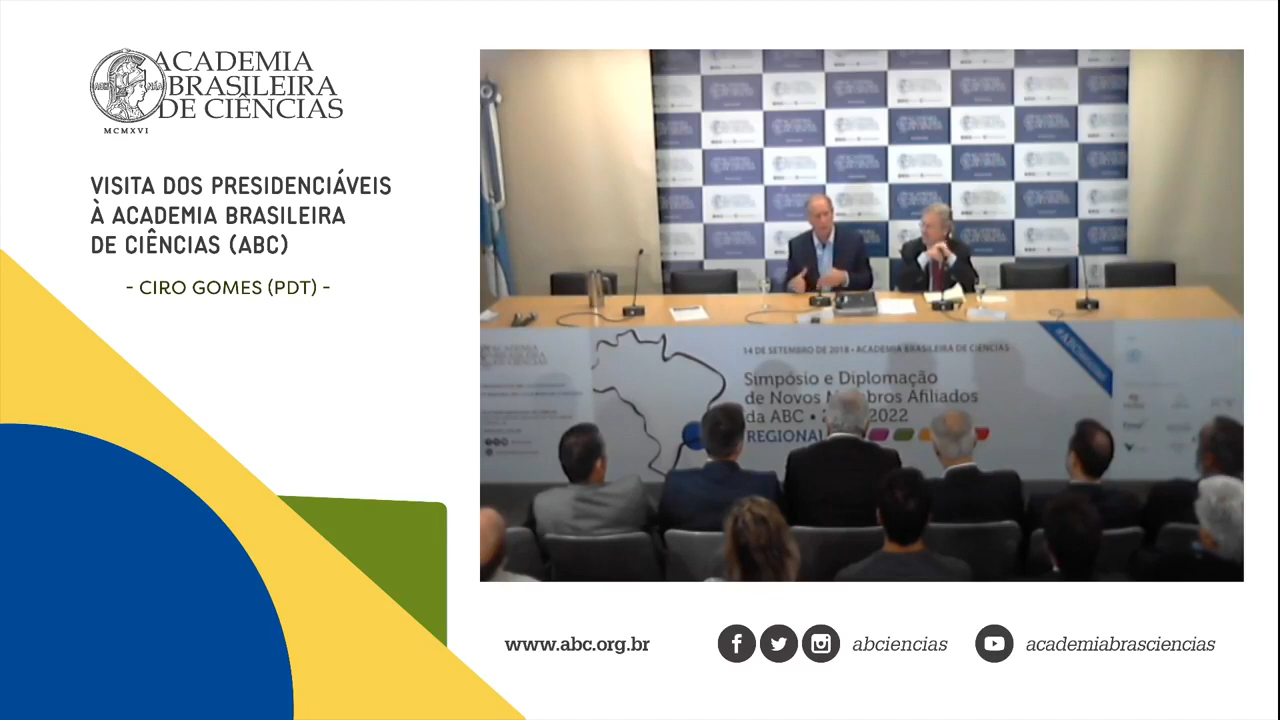 ACADEMIA
BRASILEIRA
DE CIÊNCIAS
MCMXVI
VISITA DOS PRESIDENCIÁVEIS
À ACADEMIA BRASILEIRA
DE CIÊNCIAS (ABC)
- CIRO GOMES (PDT) -
14 DE SETEMBRO DE 2018 • ACADEMIA BRASILEIRA DE CIÊNCIAS
Simpósio e Diplomação
de Novos Membros Afiliados
da ABC • 2022
REGIONAL
www.abc.org.br
abciencias
academiabrasciencias